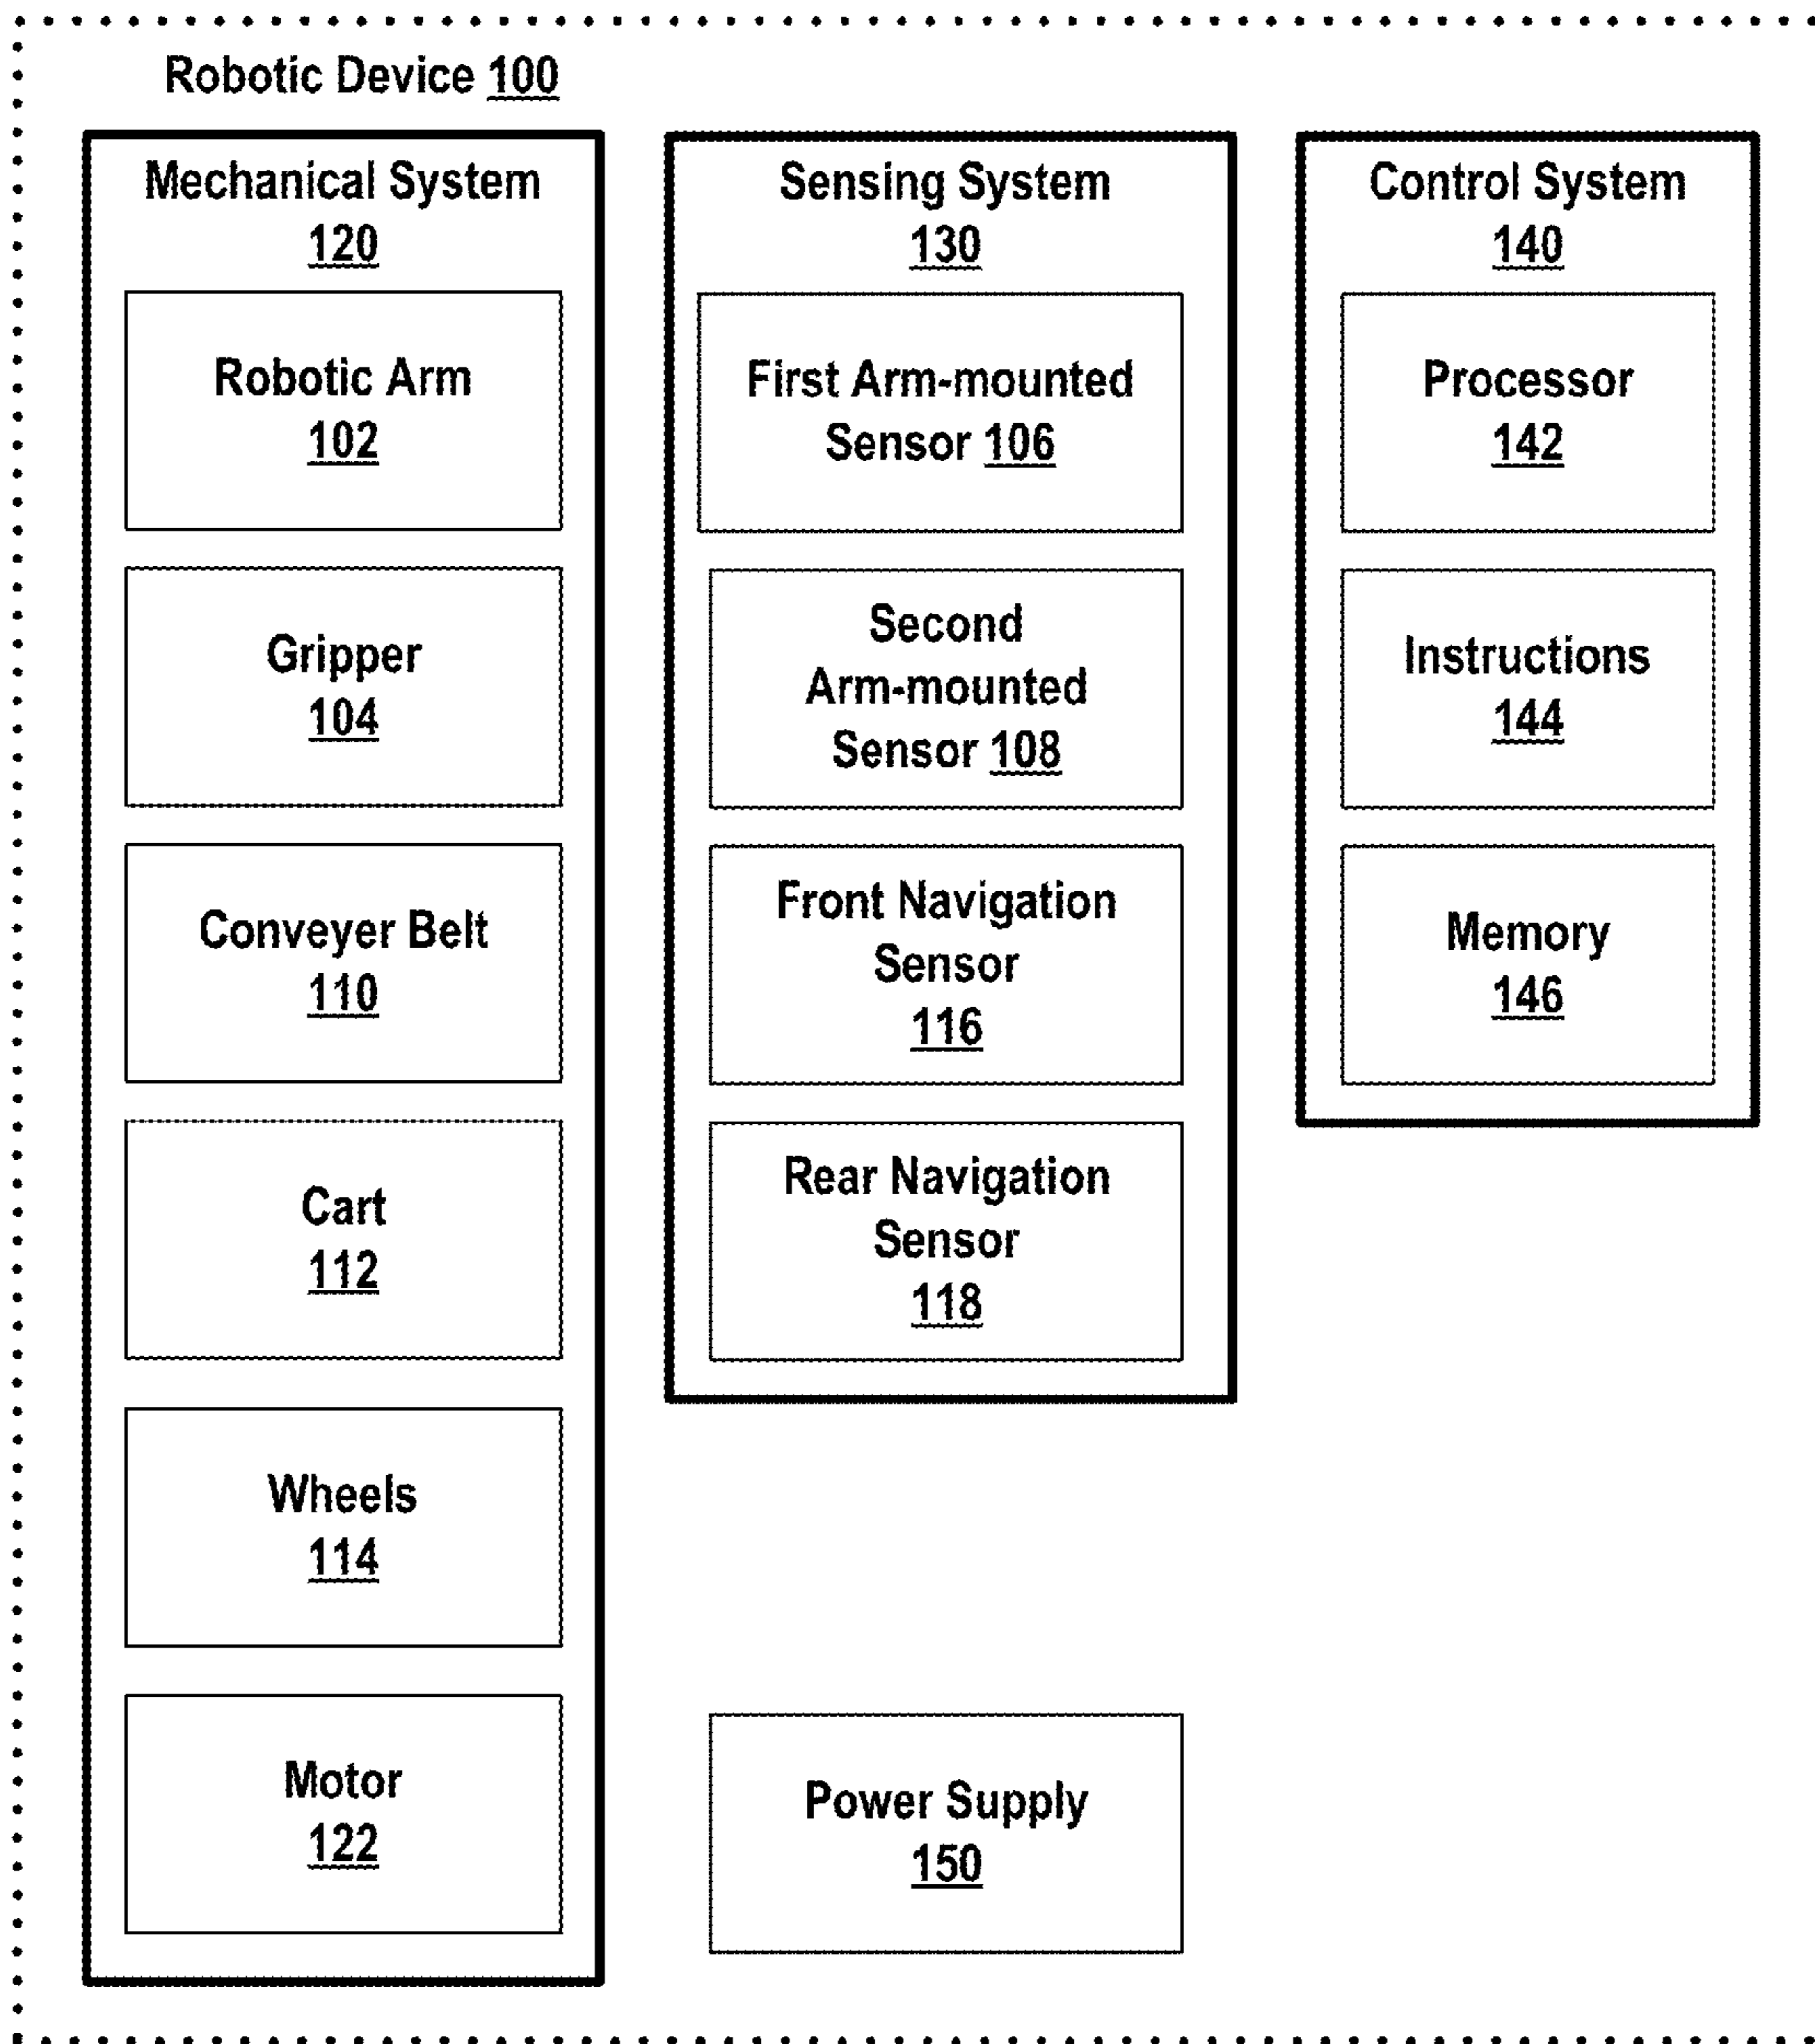 Robotic Device 100
Mechanical System
120
Robotic Arm
102
Gripper
104
Conveyer Belt
110
Cart
112
Wheels
114
Motor
122
Sensing System
130
First Arm-mounted
Sensor 106
Second
Arm-mounted
Sensor 108
Front Navigation
Sensor
116
Rear Navigation
Sensor
118
Power Supply
150
Control System
140
Processor
142
Instructions
144
Memory
146